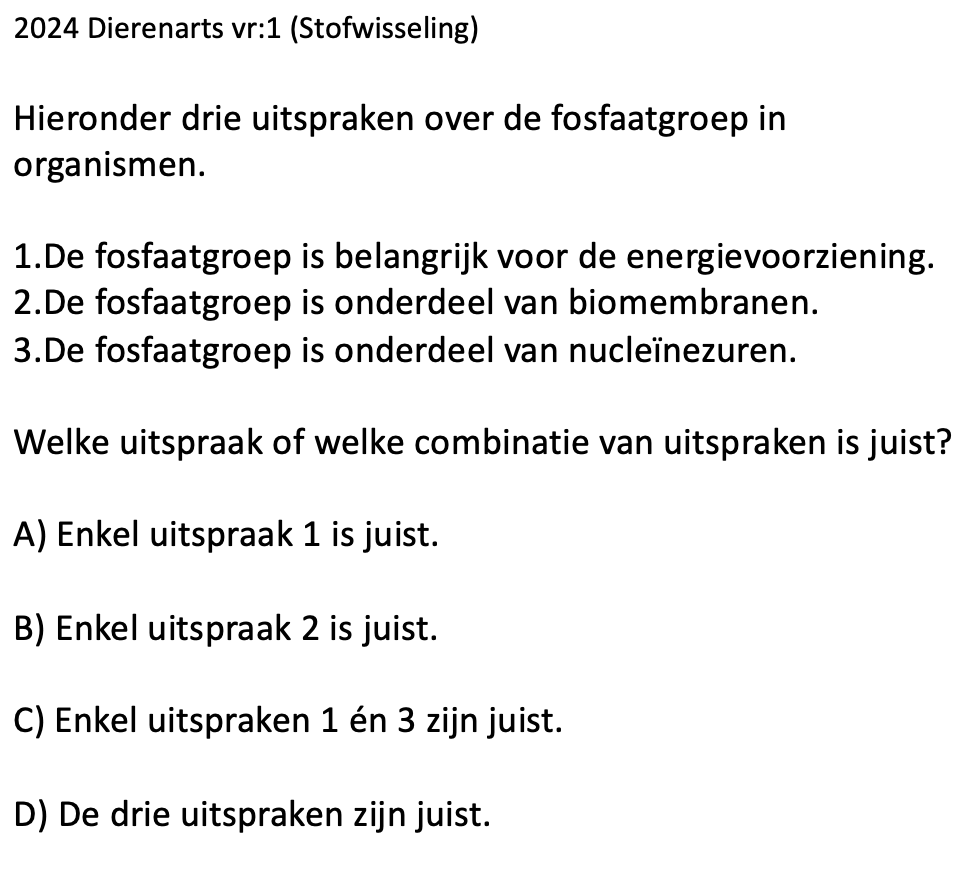 2024 Dierenarts vr:1 (Stofwisseling)
Hieronder drie uitspraken over de fosfaatgroep in
organismen.
1.De fosfaatgroep is belangrijk voor de energievoorziening.
2.De fosfaatgroep is onderdeel van biomembranen.
3.De fosfaatgroep is onderdeel van nucleïnezuren.
Welke uitspraak of welke combinatie van uitspraken is juist?
A) Enkel uitspraak 1 is juist.
B) Enkel uitspraak 2 is juist.
C) Enkel uitspraken 1 én 3 zijn juist.
D) De drie uitspraken zijn juist.